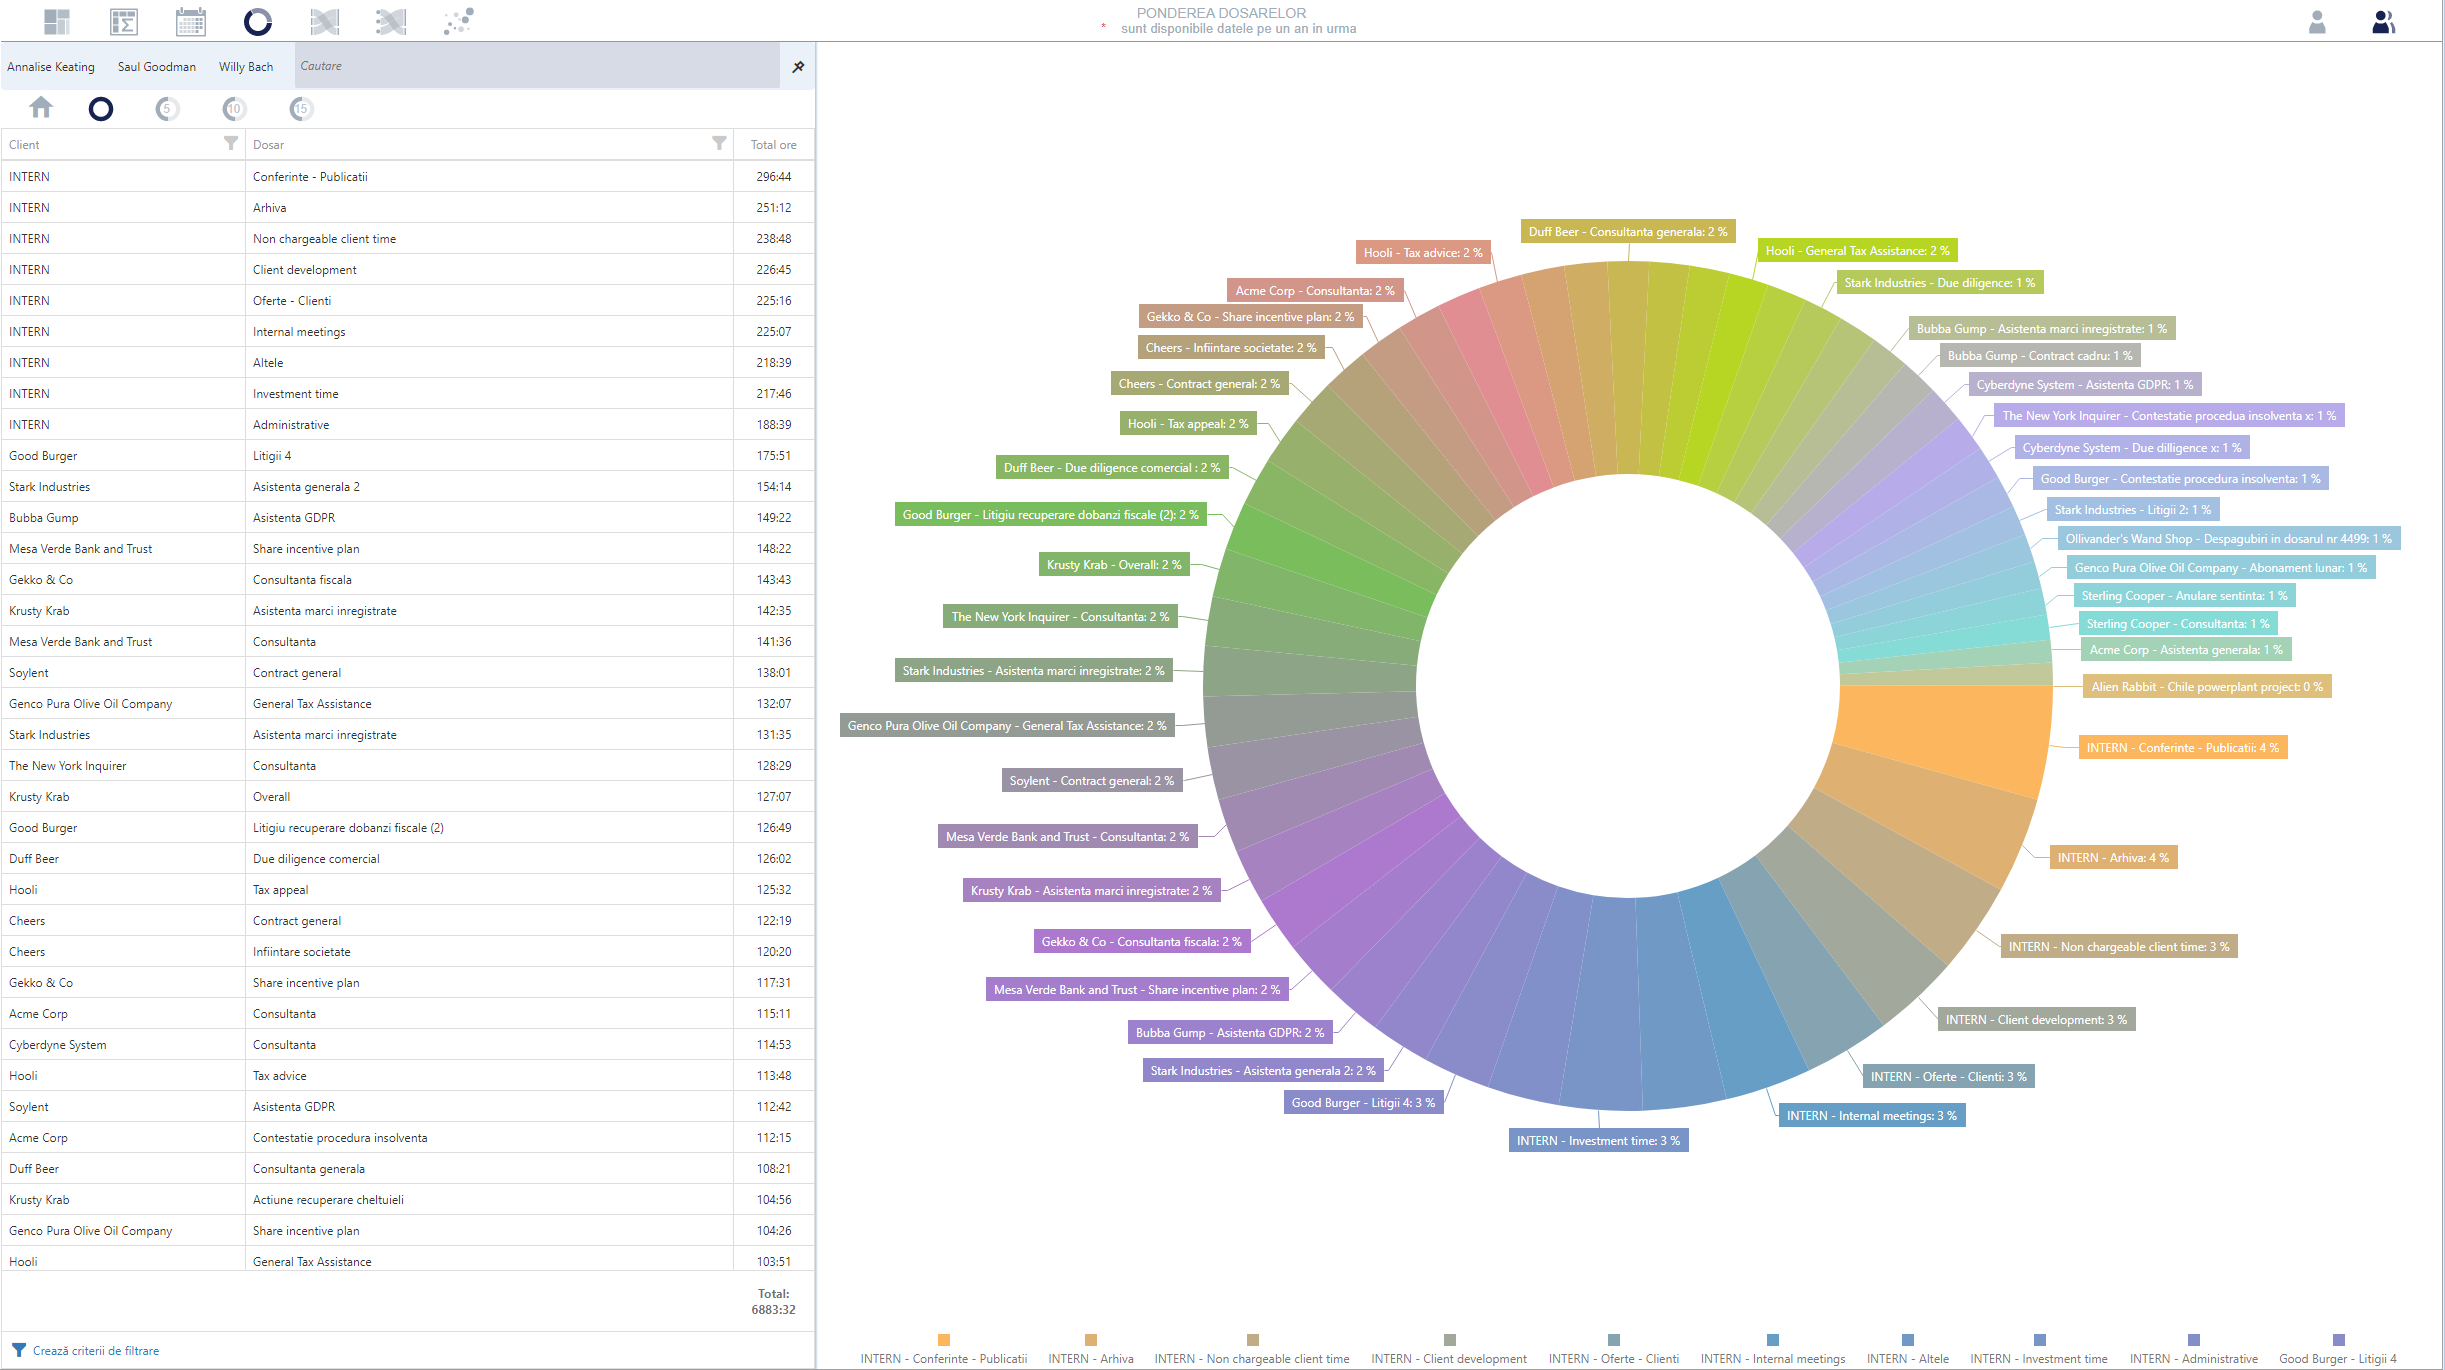 PONDEREA DOSARELOR
* sunt disponibile datele pe un an in urma
Annalise Keating Saul Goodman Willy Bach Cautare
5 10 15
Client Dosar Total ore
INTERN Conferinte - Publicatii 296:44
INTERN Arhiva 251:12
INTERN Non chargeable client time 238:48
INTERN Client development 226:45
INTERN Oferte - Clienti 225:16
INTERN Internal meetings 225:07
INTERN Altele 218:39
INTERN Investment time 217:46
INTERN Administrative 188:39
Good Burger Litigii 4 175:51
Stark Industries Asistenta generala 2 154:14
Bubba Gump Asistenta GDPR 149:22
Mesa Verde Bank and Trust Share incentive plan 148:22
Gekko & Co Consultanta fiscala 143:43
Krusty Krab Asistenta marci inregistrate 142:35
Mesa Verde Bank and Trust Consultanta 141:36
Soylent Contract general 138:01
Genco Pura Olive Oil Company General Tax Assistance 132:07
Stark Industries Asistenta marci inregistrate 131:35
The New York Inquirer Consultanta 128:29
Krusty Krab Overall 127:07
Good Burger Litigiu recuperare dobanzi fiscale (2) 126:49
Duff Beer Due diligence comercial 126:02
Hooli Tax appeal 125:32
Cheers Contract general 122:19
Cheers Infiintare societate 120:20
Gekko & Co Share incentive plan 117:31
Acme Corp Consultanta 115:11
Cyberdyne System Consultanta 114:53
Hooli Tax advice 113:48
Soylent Asistenta GDPR 112:42
Acme Corp Contestatie procedura insolventa 112:15
Duff Beer Consultanta generala 108:21
Krusty Krab Actiune recuperare cheltuieli 104:56
Genco Pura Olive Oil Company Share incentive plan 104:26
Hooli General Tax Assistance 103:51
Total:
6883:32
Crează criterii de filtrare
Duff Beer - Consultanta generala: 2 %
Hooli - General Tax Assistance: 2 %
Stark Industries - Due diligence: 1 %
Bubba Gump - Asistenta marci inregistrate: 1 %
Bubba Gump - Contract cadru: 1 %
Cyberdyne System - Asistenta GDPR: 1 %
The New York Inquirer - Contestatie procedua insolventa x: 1 %
Cyberdyne System - Due dilligence x: 1 %
Good Burger - Contestatie procedura insolventa: 1 %
Stark Industries - Litigii 2: 1 %
Ollivander's Wand Shop - Despagubiri in dosarul nr 4499: 1 %
Genco Pura Olive Oil Company - Abonament lunar: 1 %
Sterling Cooper - Anulare sentinta: 1 %
Sterling Cooper - Consultanta: 1 %
Acme Corp - Asistenta generala: 1 %
Alien Rabbit - Chile powerplant project: 0 %
INTERN - Conferinte - Publicatii: 4 %
INTERN - Arhiva: 4 %
INTERN - Non chargeable client time: 3 %
INTERN - Client development: 3 %
INTERN - Oferte - Clienti: 3 %
INTERN - Internal meetings: 3 %
INTERN - Investment time: 3 %
Good Burger - Litigii 4: 3 %
Stark Industries - Asistenta generala 2: 2 %
Bubba Gump - Asistenta GDPR: 2 %
Mesa Verde Bank and Trust - Share incentive plan: 2 %
Gekko & Co - Consultanta fiscala: 2 %
Krusty Krab - Asistenta marci inregistrate: 2 %
Mesa Verde Bank and Trust - Consultanta: 2 %
Soylent - Contract general: 2 %
Genco Pura Olive Oil Company - General Tax Assistance: 2 %
Stark Industries - Asistenta marci inregistrate: 2 %
The New York Inquirer - Consultanta: 2 %
Krusty Krab - Overall: 2 %
Good Burger - Litigiu recuperare dobanzi fiscale (2): 2 %
Duff Beer - Due diligence comercial : 2 %
Hooli - Tax appeal: 2 %
Cheers - Contract general: 2 %
Cheers - Infiintare societate: 2 %
Gekko & Co - Share incentive plan: 2 %
Acme Corp - Consultanta: 2 %
Hooli - Tax advice: 2 %
INTERN - Conferinte - Publicatii INTERN - Arhiva INTERN - Non chargeable client time INTERN - Client development INTERN - Oferte - Clienti INTERN - Internal meetings INTERN - Altele INTERN - Investment time INTERN - Administrative Good Burger - Litigii 4